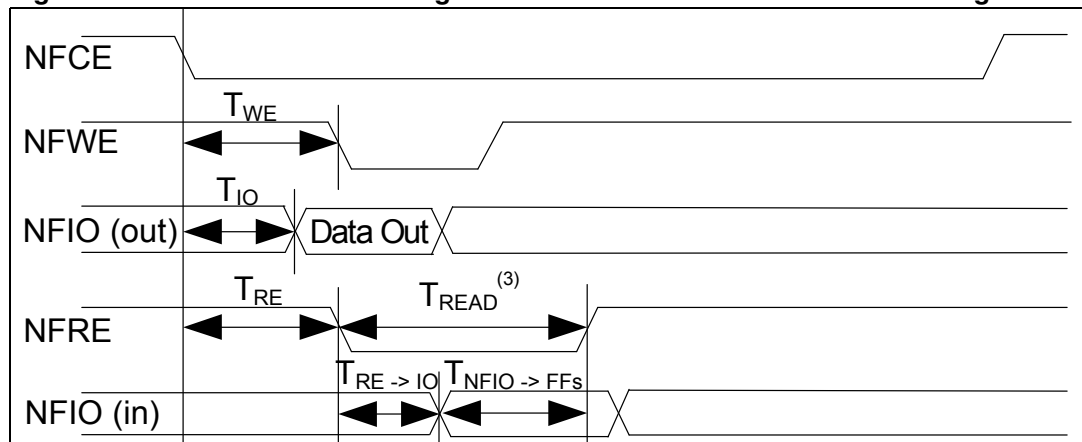 NFCE
T_WE
NFWE
T_IO
NFIO (out) Data Out
T_RE T_READ^(3)
NFRE
T_RE -> IO T_NFIO -> FFs
NFIO (in)